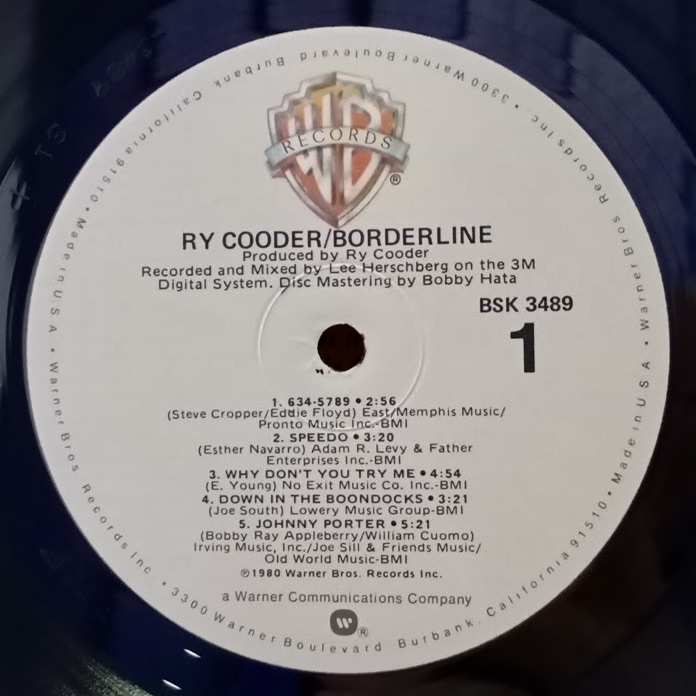 WB
RECORDS
®
RY COODER/BORDERLINE
Produced by Ry Cooder
Recorded and Mixed by Lee Herschberg on the 3M
Digital System. Disc Mastering by Bobby Hata
BSK 3489
1
1. 634-5789 • 2:56
(Steve Cropper/Eddie Floyd) East/Memphis Music/
Pronto Music Inc.-BMI
2. SPEEDO • 3:20
(Esther Navarro) Adam R. Levy & Father
Enterprises Inc.-BMI
3. WHY DON'T YOU TRY ME • 4:54
(E. Young) No Exit Music Co. Inc.-BMI
4. DOWN IN THE BOONDOCKS • 3:21
(Joe South) Lowery Music Group-BMI
5. JOHNNY PORTER • 5:21
(Bobby Ray Appleberry/William Cuomo)
Irving Music, Inc./Joe Sill & Friends Music/
Old World Music-BMI
℗1980 Warner Bros. Records Inc.
a Warner Communications Company
W®
Warner Bros Records Inc. • 3300 Warner Boulevard Burbank, California 91510 • Made in U S A • Warner Bros Records Inc. • 3300 Warner Boulevard Burbank, California 91510 • Made in U S A •